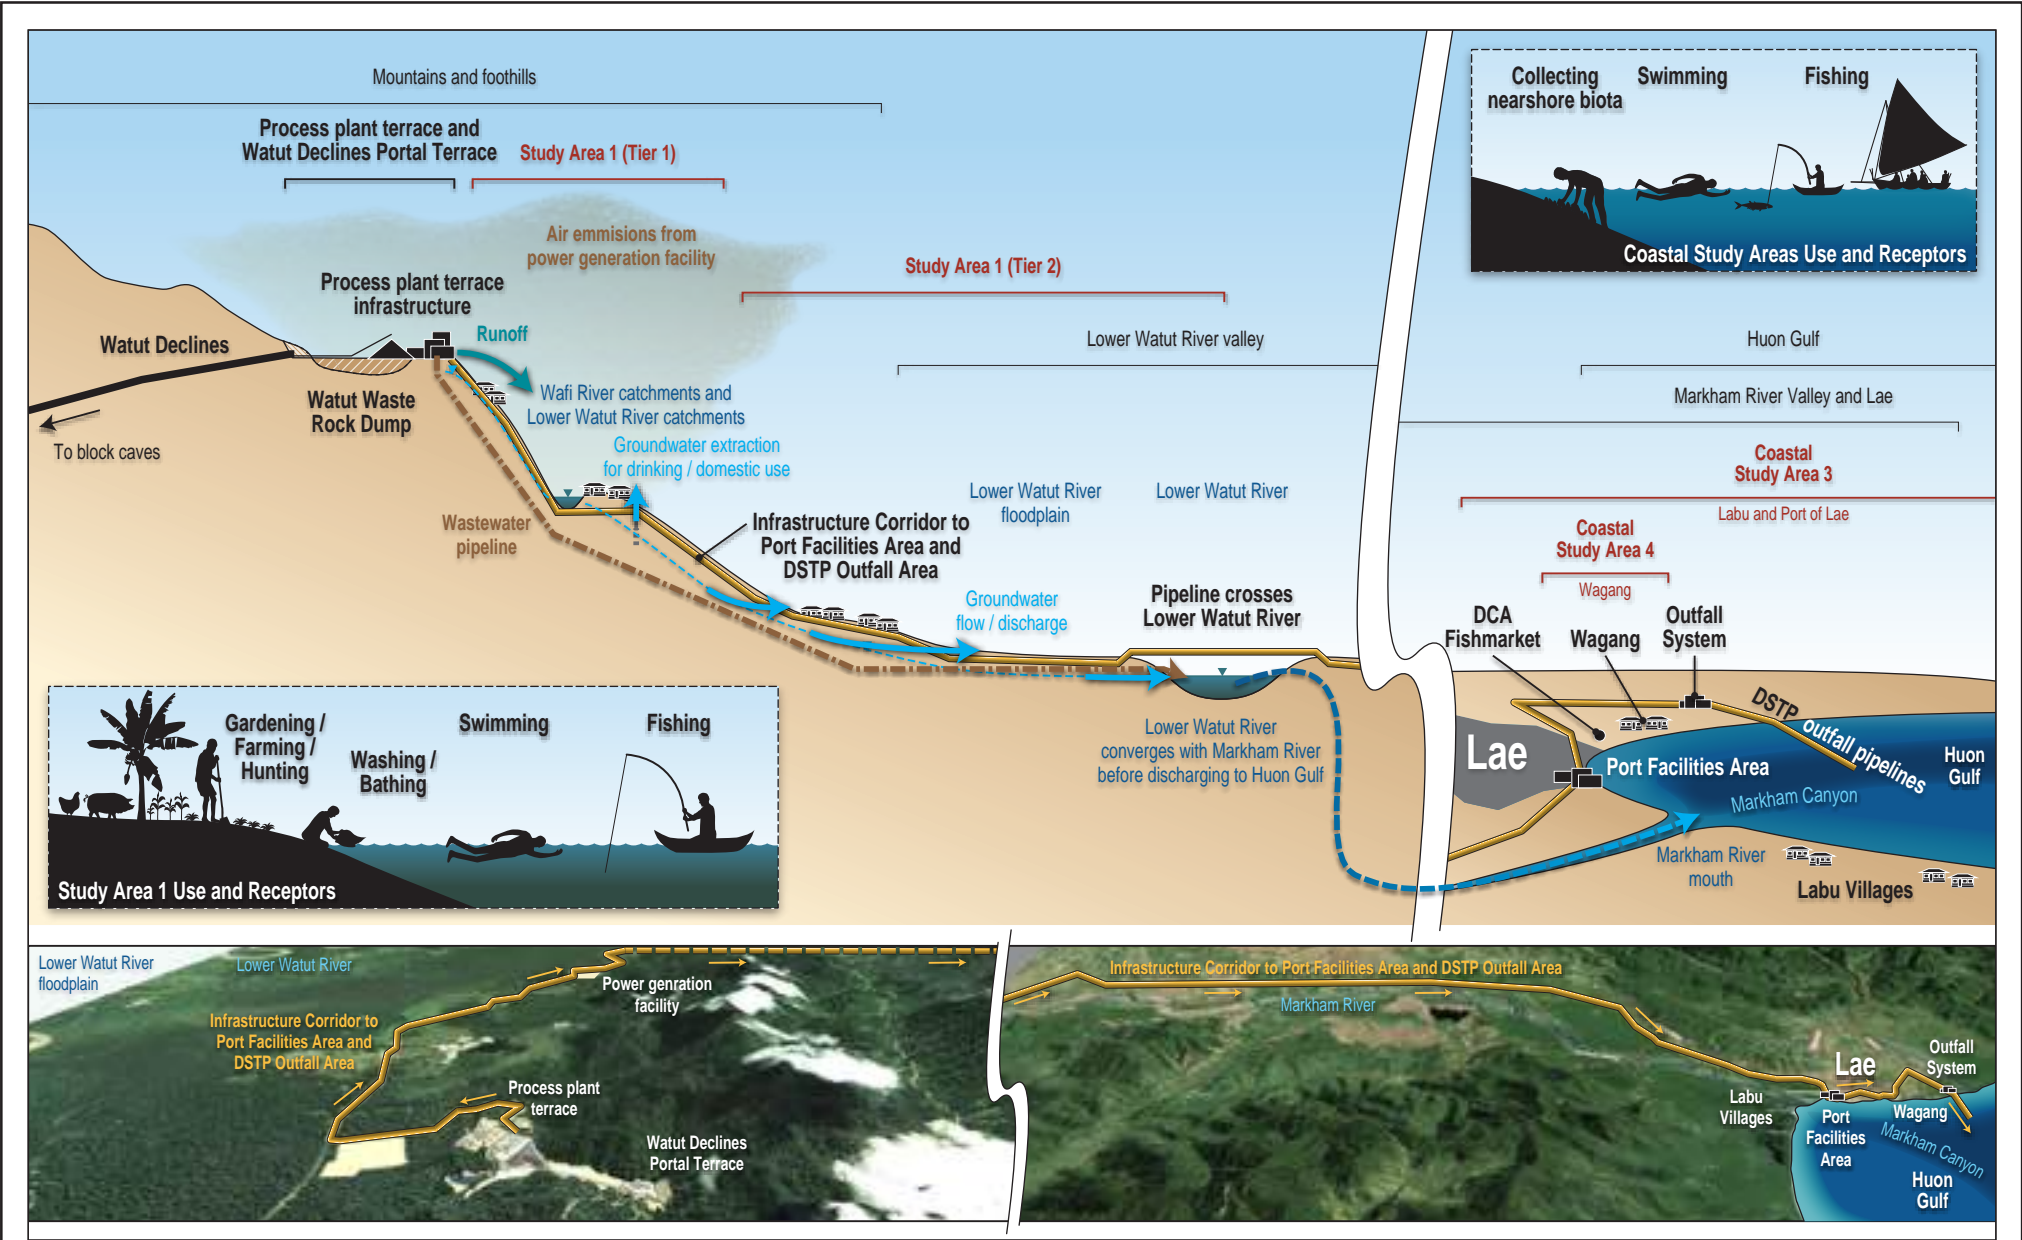 Mountains and foothills
Process plant terrace and
Watut Declines Portal Terrace
Study Area 1 (Tier 1)
Air emmisions from
power generation facility
Process plant terrace
infrastructure
Runoff
Watut Declines
Watut Waste
Rock Dump
To block caves
Wafi River catchments and
Lower Watut River catchments
Groundwater extraction
for drinking / domestic use
Wastewater
pipeline
Study Area 1 (Tier 2)
Lower Watut River valley
Lower Watut River
floodplain
Lower Watut River
Infrastructure Corridor to
Port Facilities Area and
DSTP Outfall Area
Groundwater
flow / discharge
Pipeline crosses
Lower Watut River
Lower Watut River
converges with Markham River
before discharging to Huon Gulf
Collecting
nearshore biota
Swimming
Fishing
Coastal Study Areas Use and Receptors
Huon Gulf
Markham River Valley and Lae
Coastal
Study Area 3
Labu and Port of Lae
Coastal
Study Area 4
Wagang
DCA
Fishmarket
Wagang
Outfall
System
DSTP outfall pipelines
Lae
Port Facilities Area
Huon
Gulf
Markham Canyon
Markham River
mouth
Labu Villages
Gardening /
Farming /
Hunting
Washing /
Bathing
Swimming
Fishing
Study Area 1 Use and Receptors
Lower Watut River
floodplain
Lower Watut River
Power genration
facility
Infrastructure Corridor to
Port Facilities Area and
DSTP Outfall Area
Process plant
terrace
Watut Declines
Portal Terrace
Infrastructure Corridor to Port Facilities Area and DSTP Outfall Area
Markham River
Lae
Outfall
System
Labu
Villages
Port
Facilities
Area
Wagang
Markham Canyon
Huon
Gulf